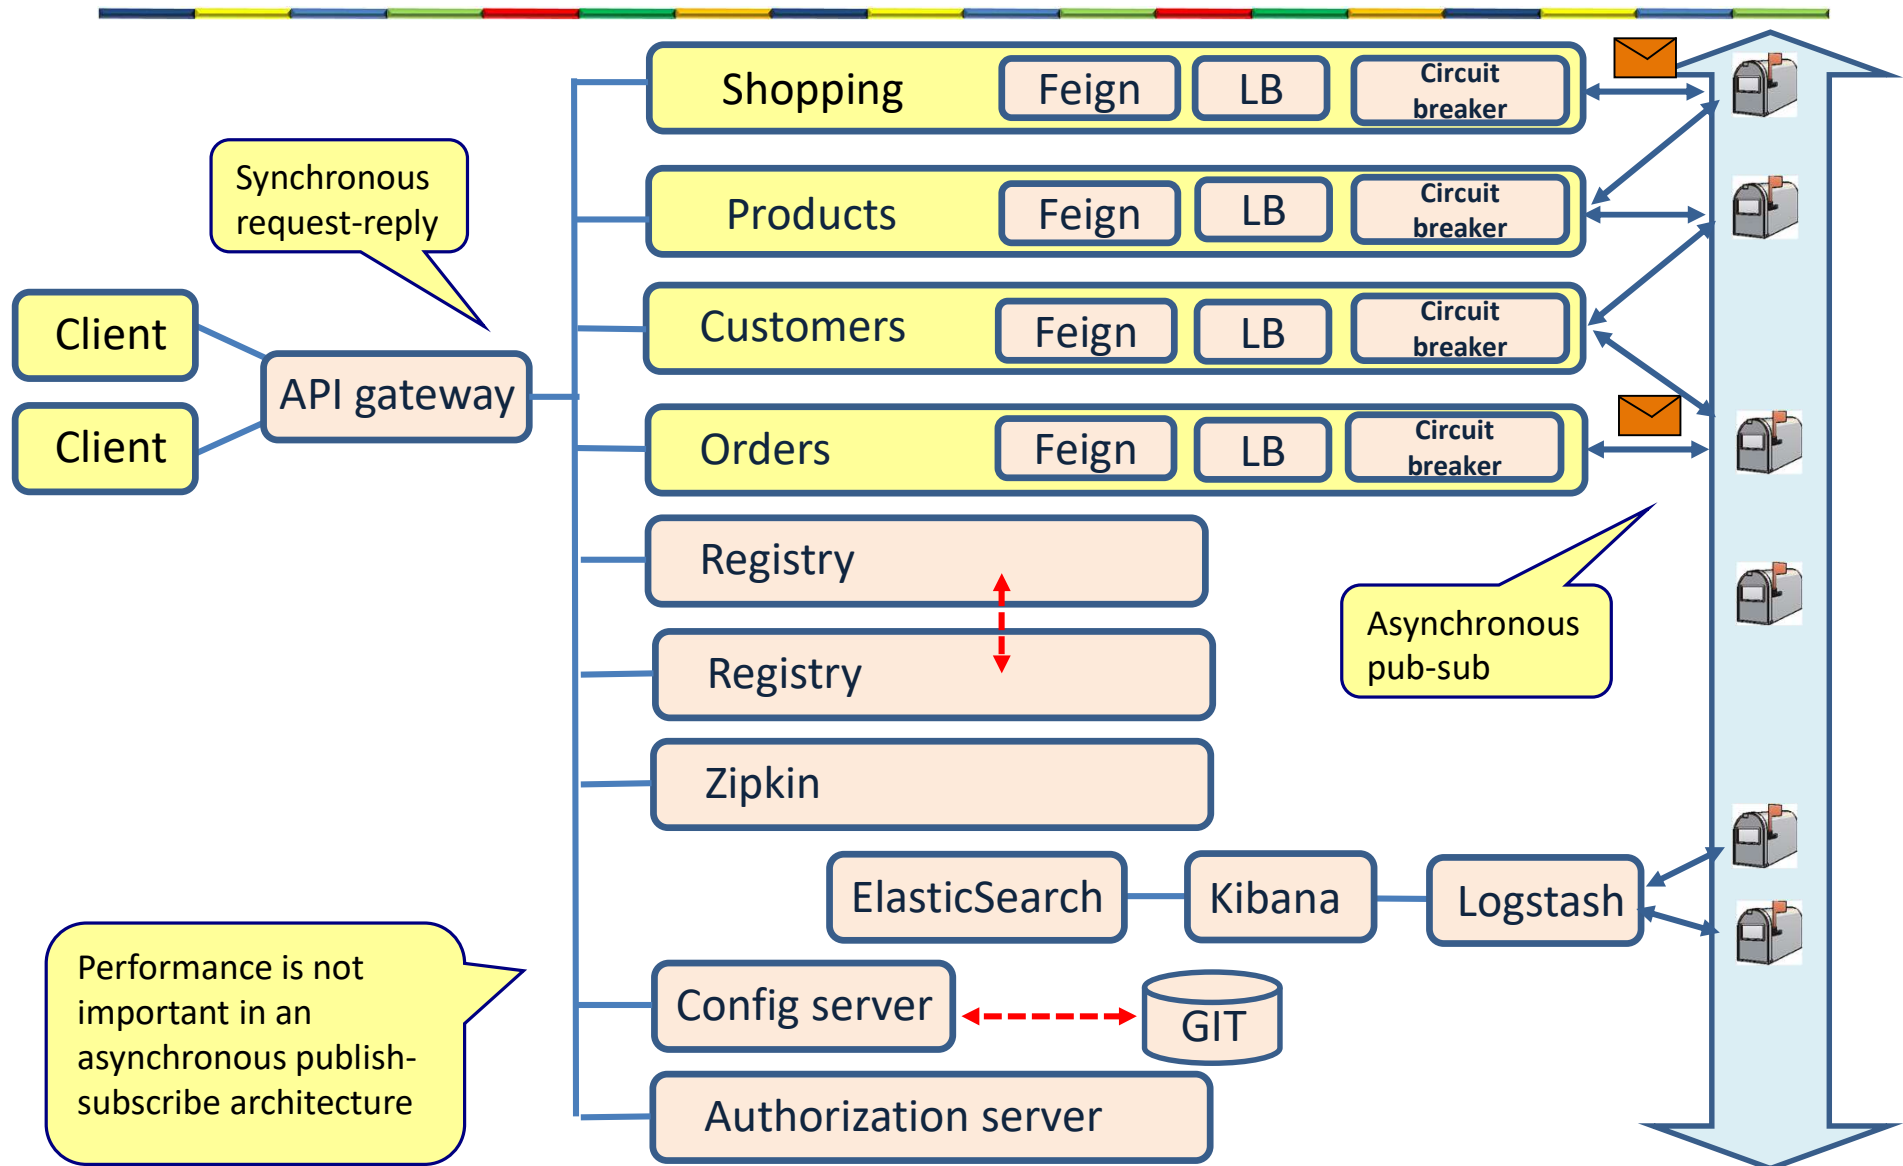 Shopping
Feign
LB
Circuit
breaker
Synchronous
request-reply
Products
Feign
LB
Circuit
breaker
Client
Customers
Feign
LB
Circuit
breaker
API gateway
Client
Orders
Feign
LB
Circuit
breaker
Registry
Asynchronous
pub-sub
Registry
Zipkin
ElasticSearch
Kibana
Logstash
Performance is not
important in an
asynchronous publish-
subscribe architecture
Config server
GIT
Authorization server